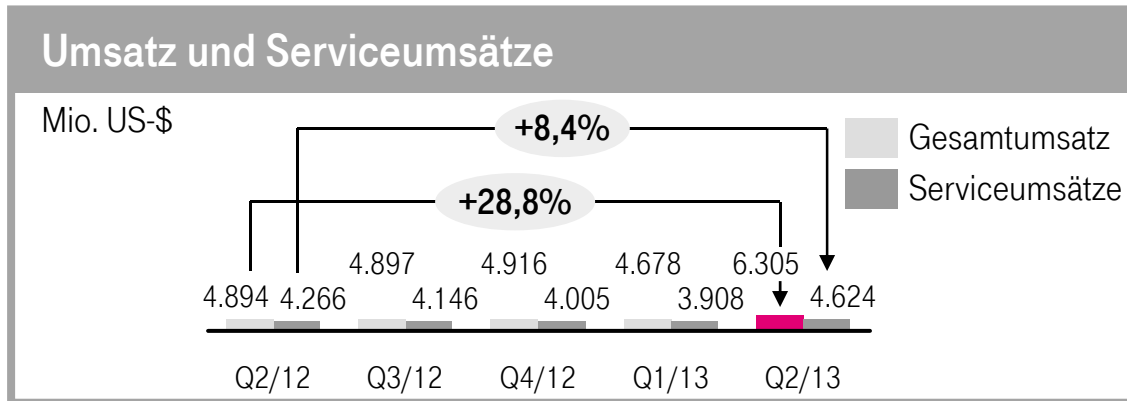 Umsatz und Serviceumsätze
Mio. US-$
+8,4%
Gesamtumsatz
Serviceumsätze
+28,8%
4.897 4.916 4.678 6.305
4.894 4.266 4.146 4.005 3.908 4.624
Q2/12 Q3/12 Q4/12 Q1/13 Q2/13